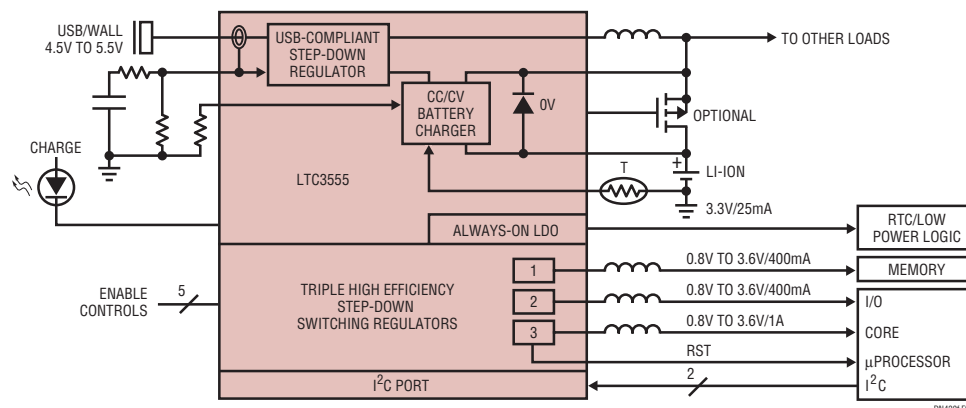 USB/WALL
4.5V TO 5.5V
USB-COMPLIANT
STEP-DOWN
REGULATOR
TO OTHER LOADS
CC/CV
BATTERY
CHARGER
0V
OPTIONAL
CHARGE
LTC3555
T
+
LI-ION
3.3V/25mA
ALWAYS-ON LDO
RTC/LOW
POWER LOGIC
ENABLE
CONTROLS
5
TRIPLE HIGH EFFICIENCY
STEP-DOWN
SWITCHING REGULATORS
1
0.8V TO 3.6V/400mA
MEMORY
2
0.8V TO 3.6V/400mA
I/O
3
0.8V TO 3.6V/1A
CORE
RST
µPROCESSOR
I²C PORT
2
I²C